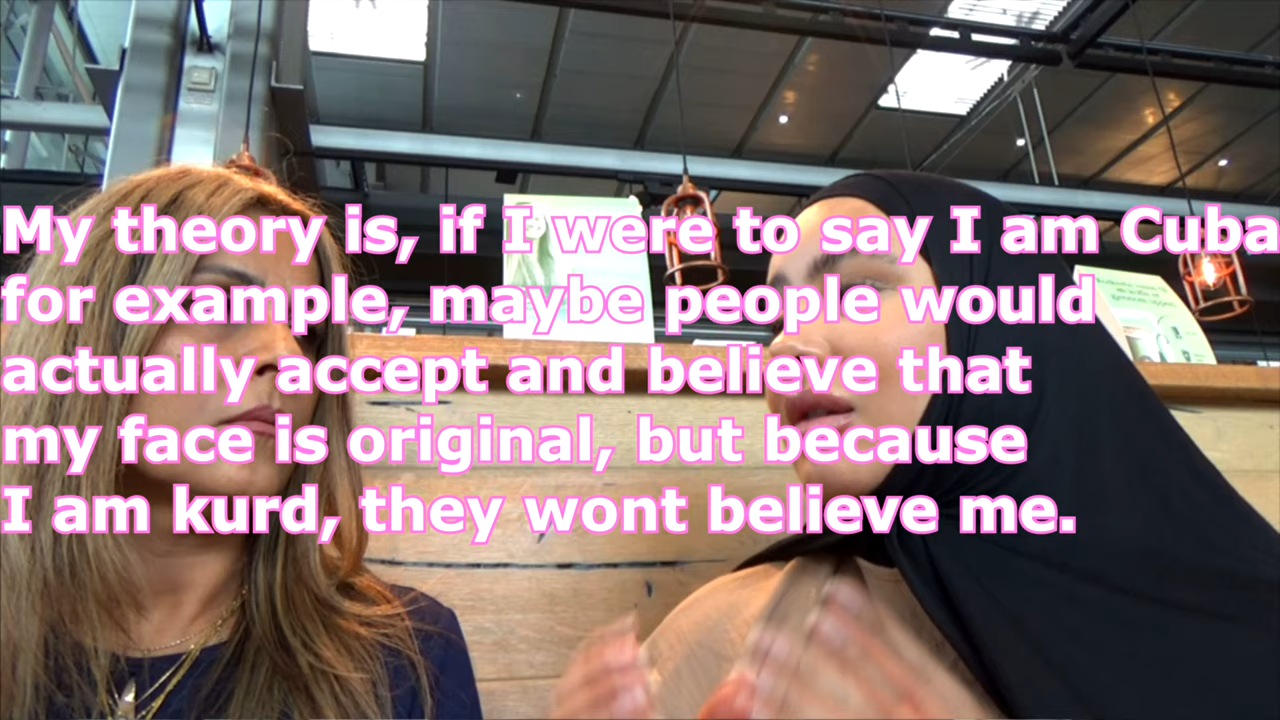 My theory is, if I were to say I am Cuba
for example, maybe people would
actually accept and believe that
my face is original, but because
I am kurd, they wont believe me.